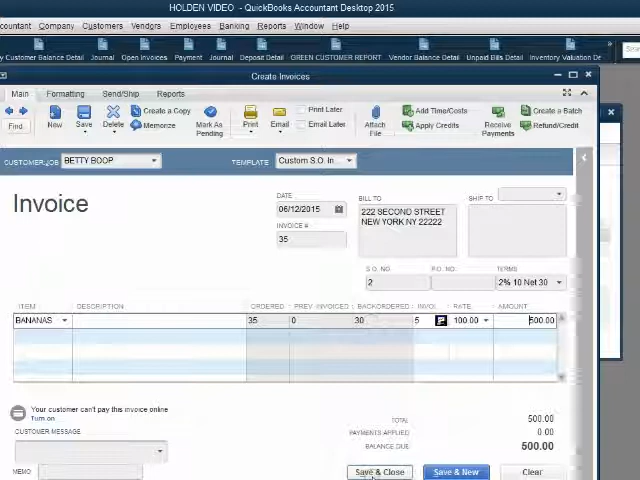 HOLDEN VIDEO - QuickBooks Accountant Desktop 2015
ccountant Company Customers Vendors Employees Banking Reports Window Help
y Customer Balance Detail Journal Open Invoices Payment Journal Deposit Detail GREEN CUSTOMER REPORT Vendor Balance Detail Unpaid Bills Detail Inventory Valuation De » Sea
Create Invoices
Main Formatting Send/Ship Reports
Find New Save Delete Create a Copy Memorize Mark As Pending Print Email Print Later Email Later Attach File Add Time/Costs Apply Credits Receive Payments Create a Batch Refund/Credit
CUSTOMER:JOB BETTY BOOP TEMPLATE Custom S.O. In...
Invoice
DATE
06/12/2015
INVOICE #
35
BILL TO
222 SECOND STREET
NEW YORK NY 22222
SHIP TO
S.O. NO. P.O. NO. TERMS
2 2% 10 Net 30
ITEM DESCRIPTION ORDERED PREV INVOICED BACKORDERED INVOI... RATE AMOUNT
BANANAS 35 0 30 5 100.00 500.00
Your customer can't pay this invoice online
Turn on
CUSTOMER MESSAGE
MEMO
TOTAL 500.00
PAYMENTS APPLIED 0.00
BALANCE DUE 500.00
Save & Close Save & New Clear